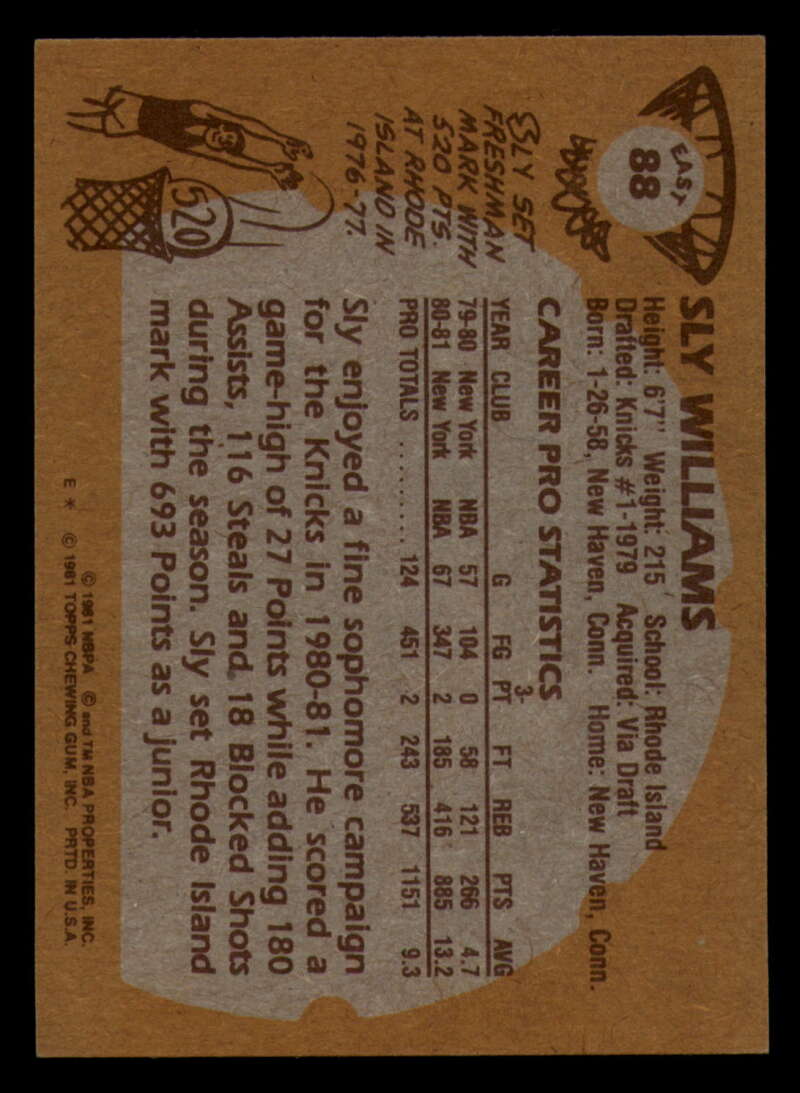 EAST
88
SLY WILLIAMS
Height: 6'7" Weight: 215 School: Rhode Island
Drafted: Knicks #1-1979 Acquired: Via Draft
Born: 1-26-58, New Haven, Conn. Home: New Haven, Conn.
SLY SET
FRESHMAN
MARK WITH
520 PTS.
AT RHODE
ISLAND IN
1976-77.
520
CAREER PRO STATISTICS
YEAR CLUB G FG 3-PT FT REB PTS AVG
79-80 New York NBA 57 104 0 58 121 266 4.7
80-81 New York NBA 67 347 2 185 416 885 13.2
PRO TOTALS .......... 124 451 2 243 537 1151 9.3
Sly enjoyed a fine sophomore campaign
for the Knicks in 1980-81. He scored a
game-high of 27 Points while adding 180
Assists, 116 Steals and 18 Blocked Shots
during the season. Sly set Rhode Island
mark with 693 Points as a junior.
© 1981 NBPA © and TM NBA PROPERTIES, INC.
E * © 1981 TOPPS CHEWING GUM, INC. PRTD. IN U.S.A.